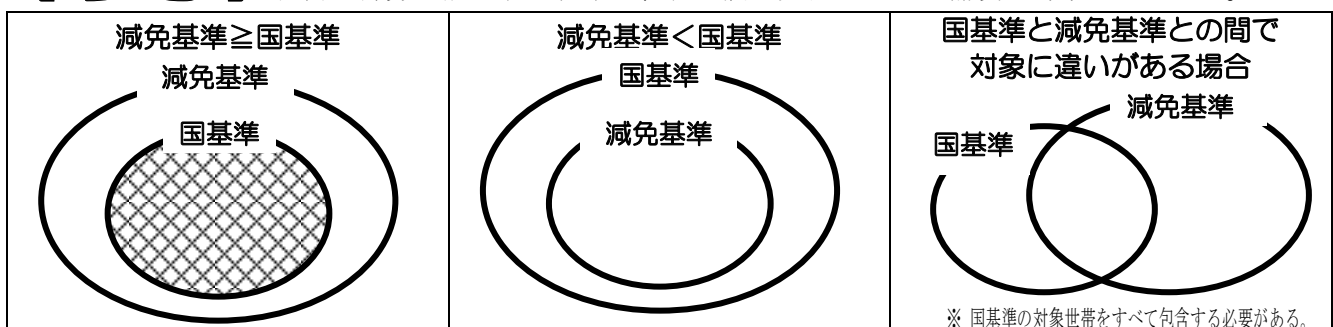 減免基準≧国基準
減免基準
国基準
減免基準＜国基準
国基準
減免基準
国基準と減免基準との間で
対象に違いがある場合
減免基準
国基準
※ 国基準の対象世帯をすべて包含する必要がある。